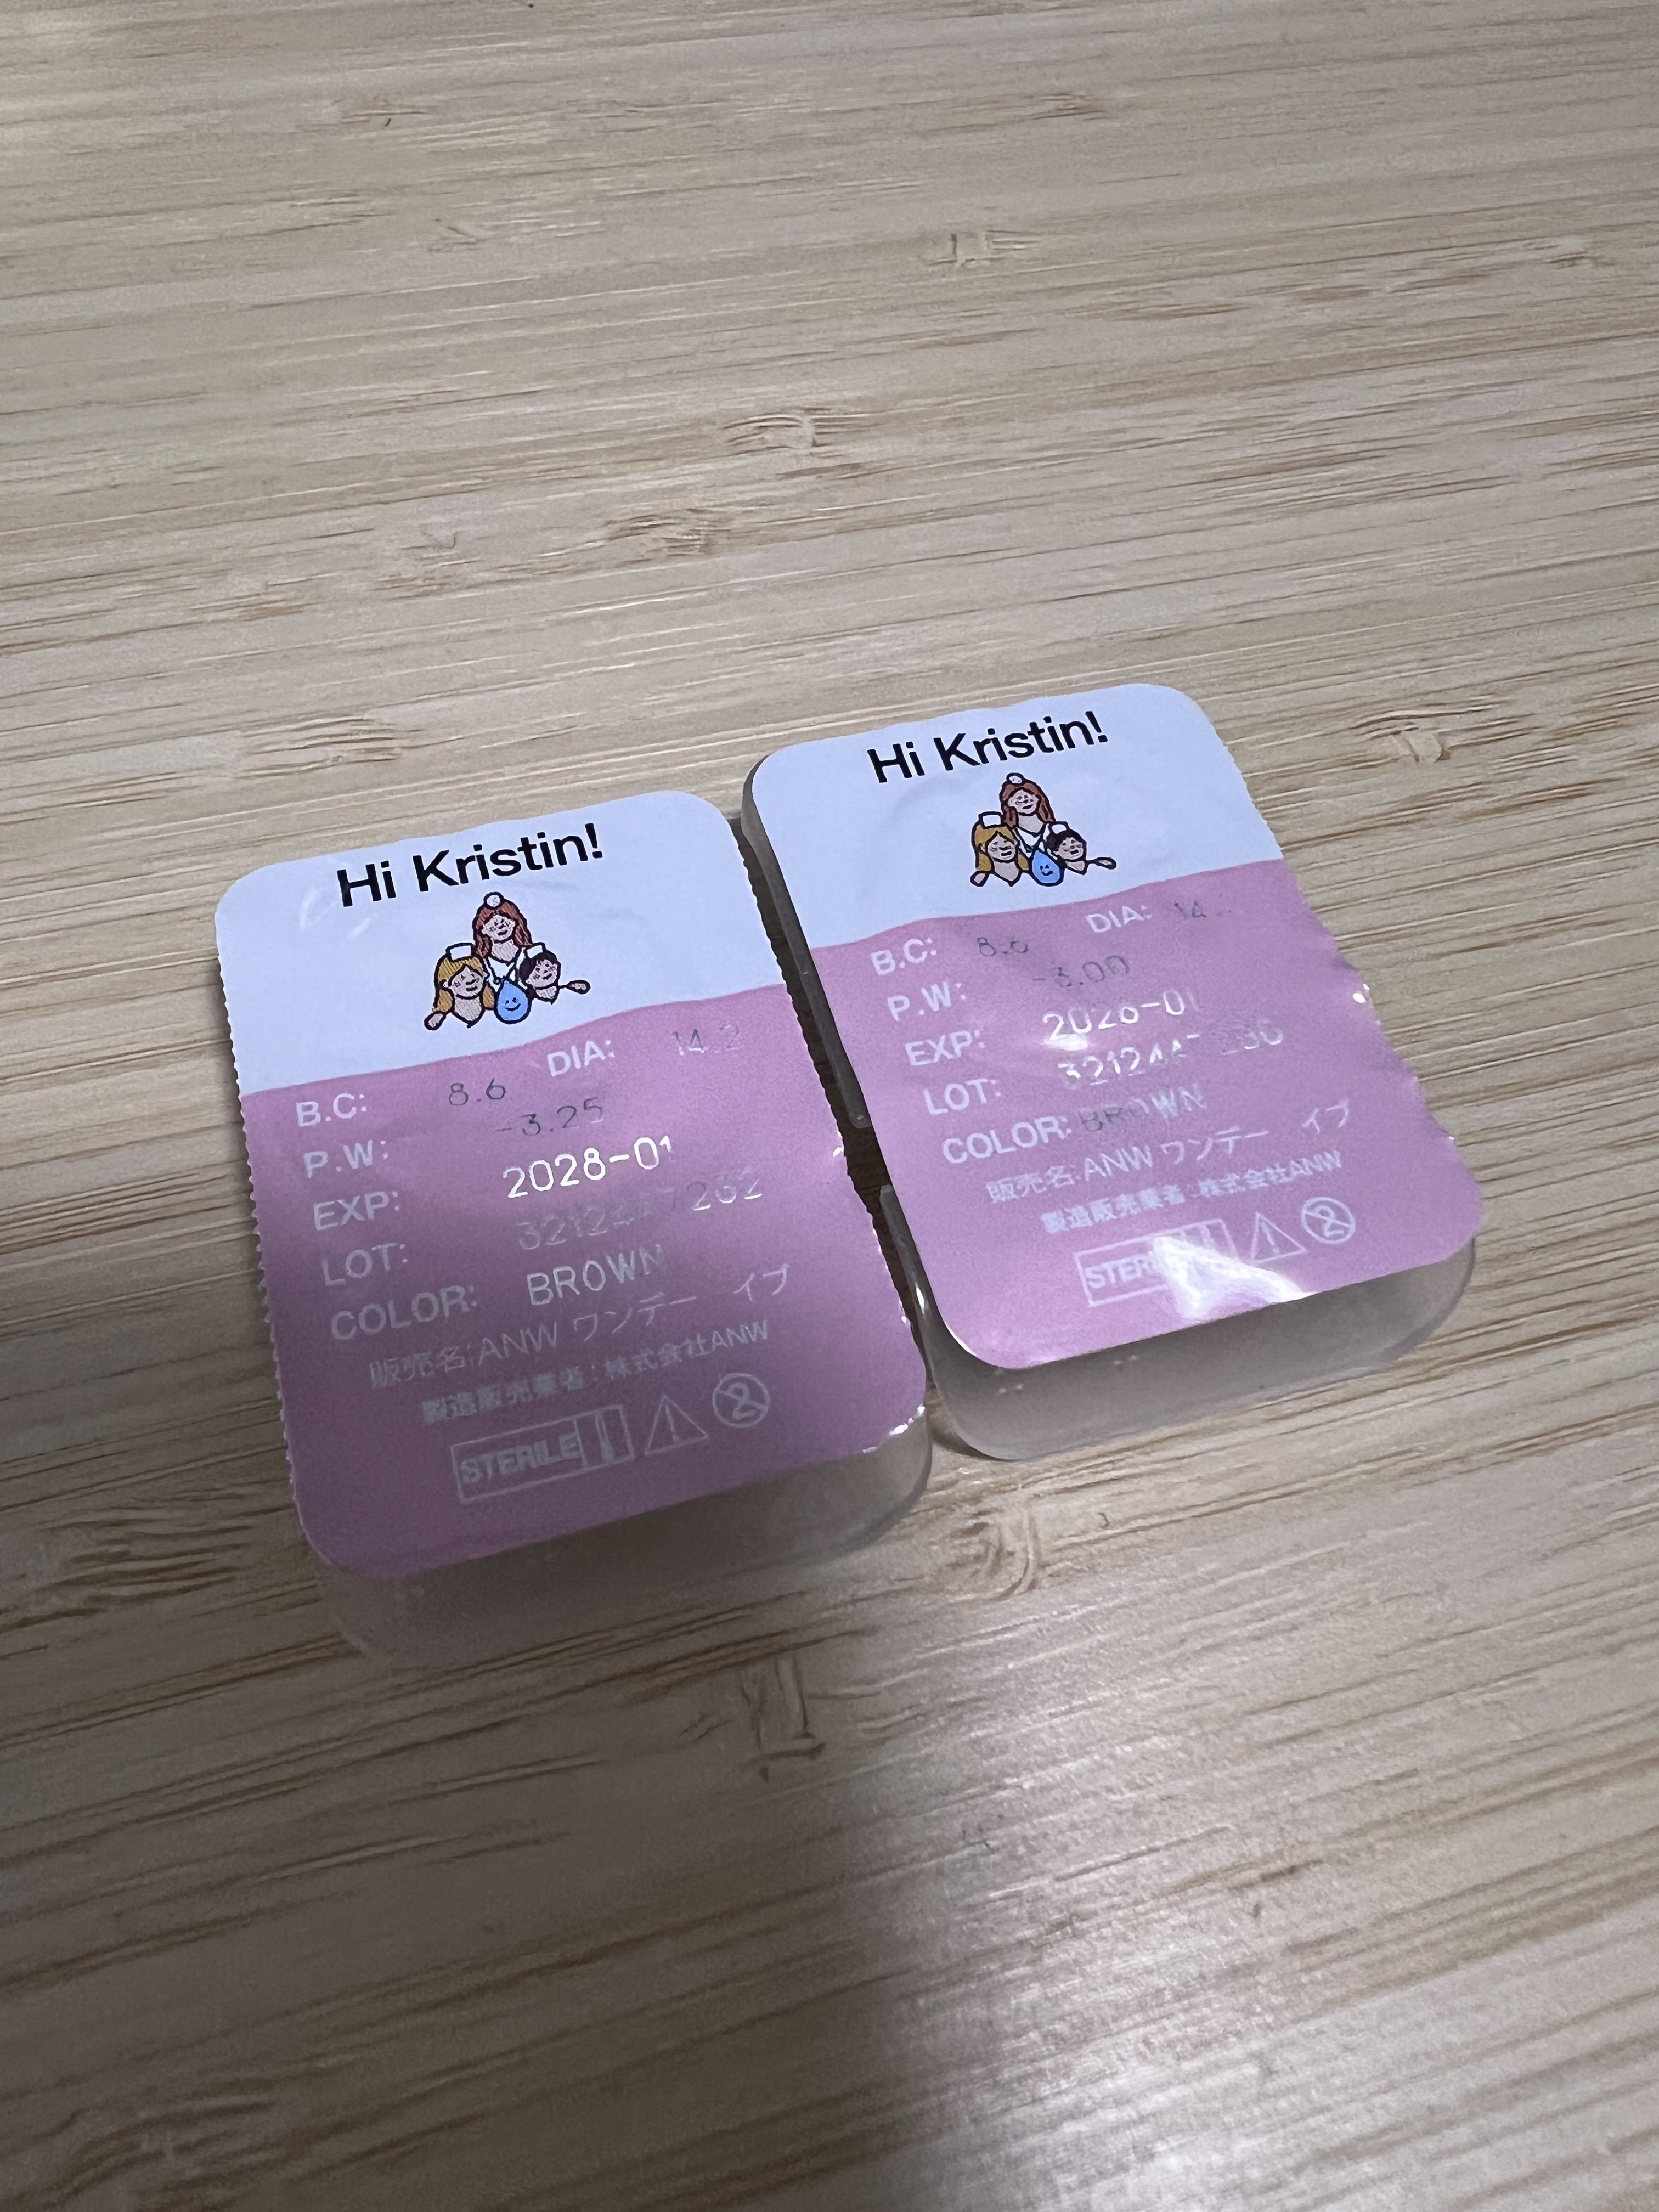 Hi Kristin!
B.C: 8.6 DIA: 14.2
P.W: -3.25
EXP: 2028-01
LOT:
COLOR: BROWN
販売名:ANW ワンデー イブ
製造販売業者:株式会社ANW
STERILE
Hi Kristin!
B.C: 8.6 DIA:
P.W: -3.00
EXP: 2028-01
LOT:
COLOR: BROWN
販売名:ANW ワンデー イブ
製造販売業者:株式会社ANW